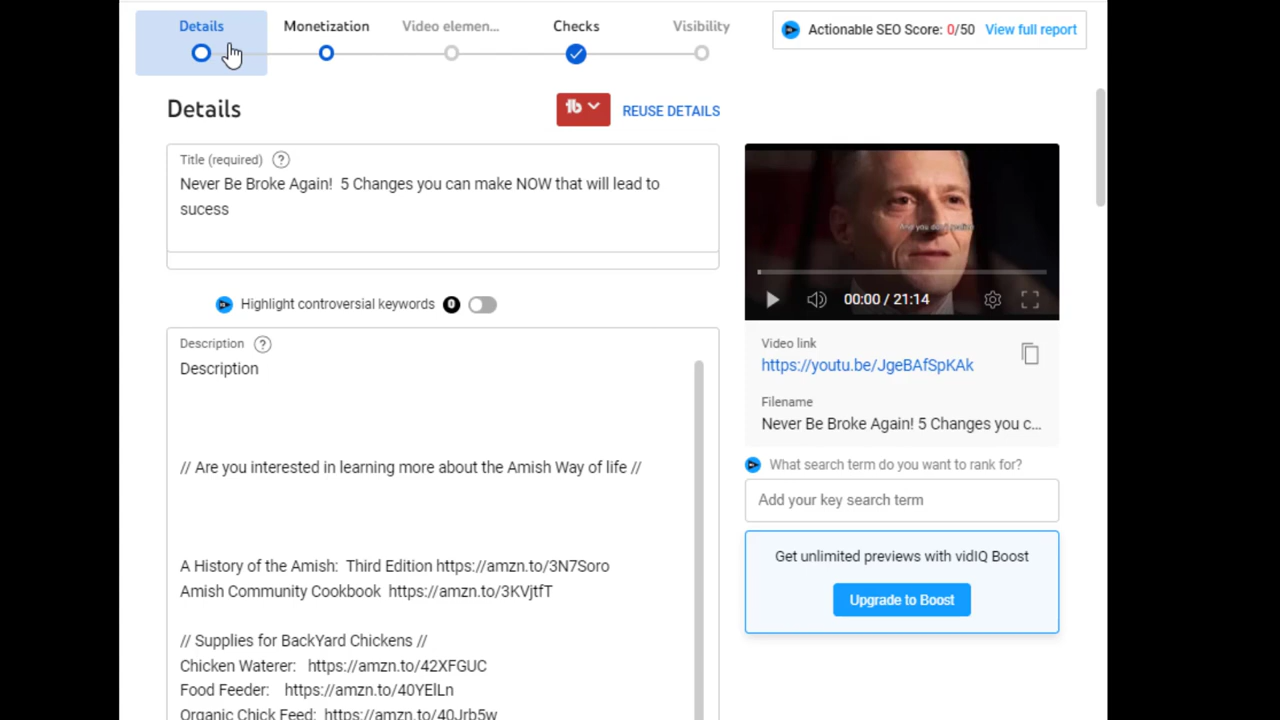 Details
Monetization
Video elemen...
Checks
Visibility
Actionable SEO Score: 0/50 View full report
Details
REUSE DETAILS
Title (required) ?
Never Be Broke Again!  5 Changes you can make NOW that will lead to
sucess
Highlight controversial keywords 0
Description ?
Description
// Are you interested in learning more about the Amish Way of life //
A History of the Amish:  Third Edition https://amzn.to/3N7Soro
Amish Community Cookbook  https://amzn.to/3KVjtfT
// Supplies for BackYard Chickens //
Chicken Waterer:   https://amzn.to/42XFGUC
Food Feeder:    https://amzn.to/40YElLn
Organic Chick Feed:  https://amzn.to/40Jrb5w
00:00 / 21:14
Video link
https://youtu.be/JgeBAfSpKAk
Filename
Never Be Broke Again! 5 Changes you c...
What search term do you want to rank for?
Add your key search term
Get unlimited previews with vidIQ Boost
Upgrade to Boost